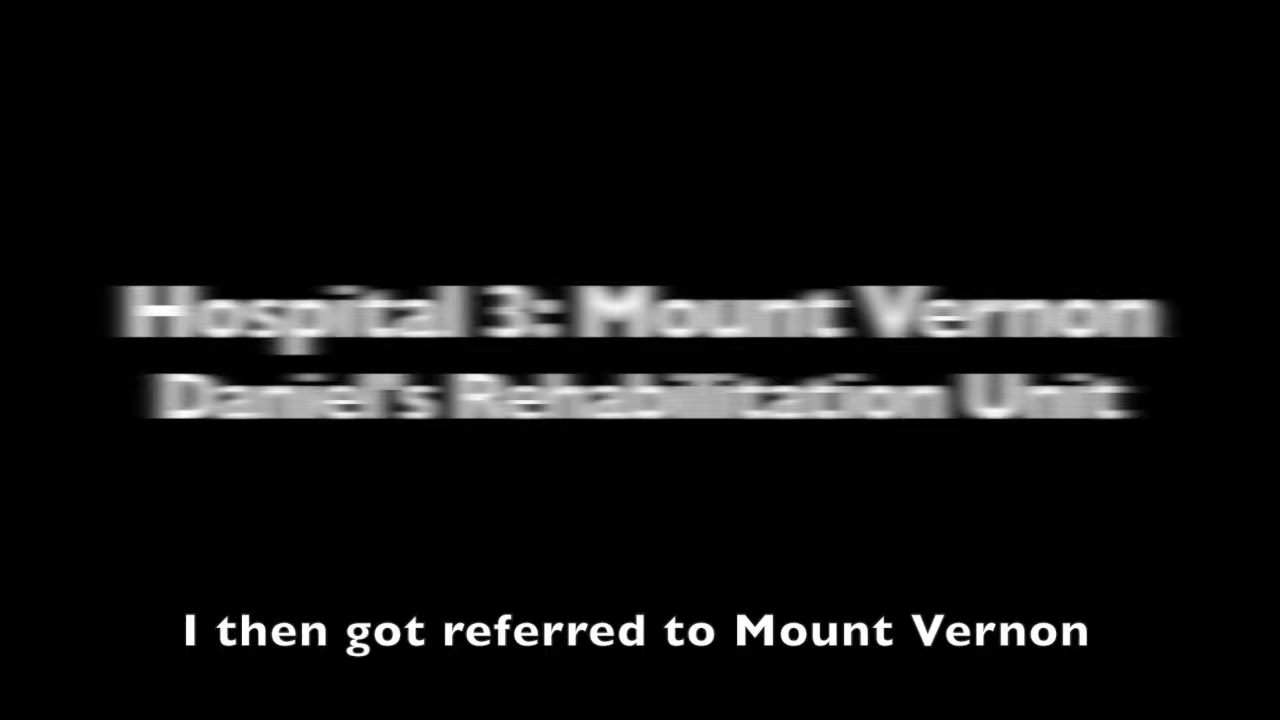 Hospital 3: Mount Vernon
Daniel's Rehabilitation Unit
I then got referred to Mount Vernon